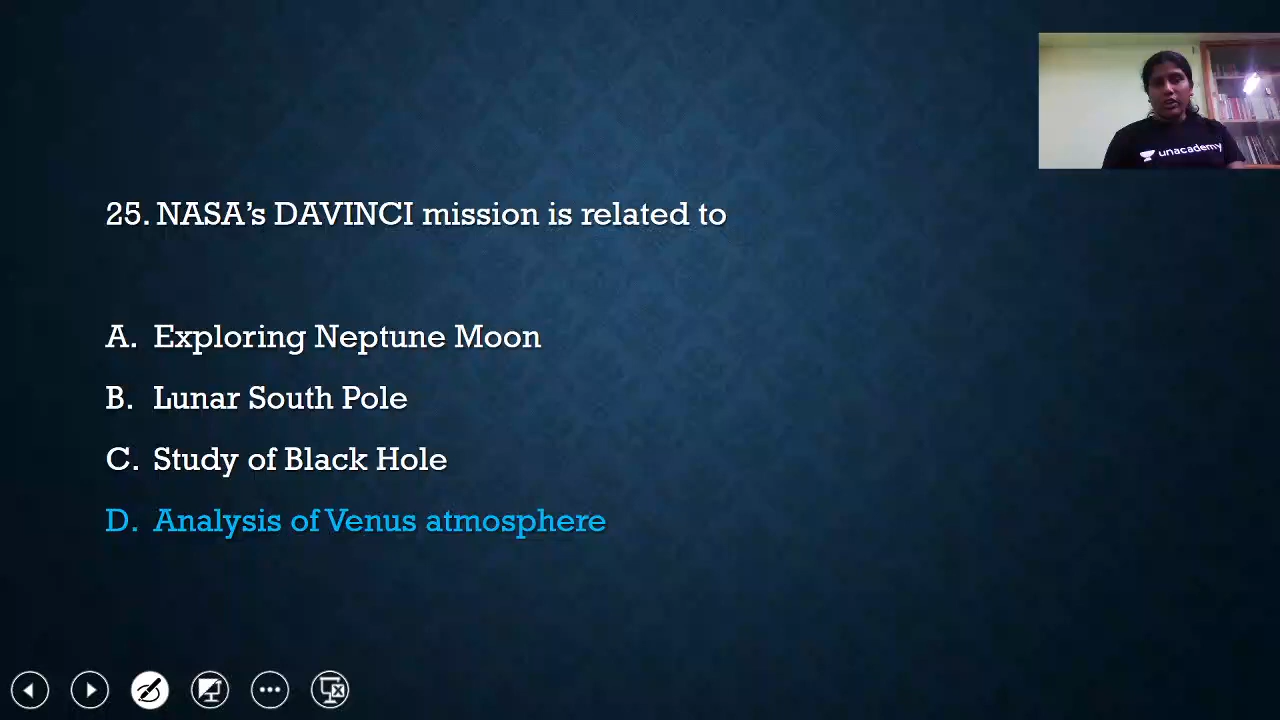 unacademy
25. NASA’s DAVINCI mission is related to
A. Exploring Neptune Moon
B. Lunar South Pole
C. Study of Black Hole
D. Analysis of Venus atmosphere